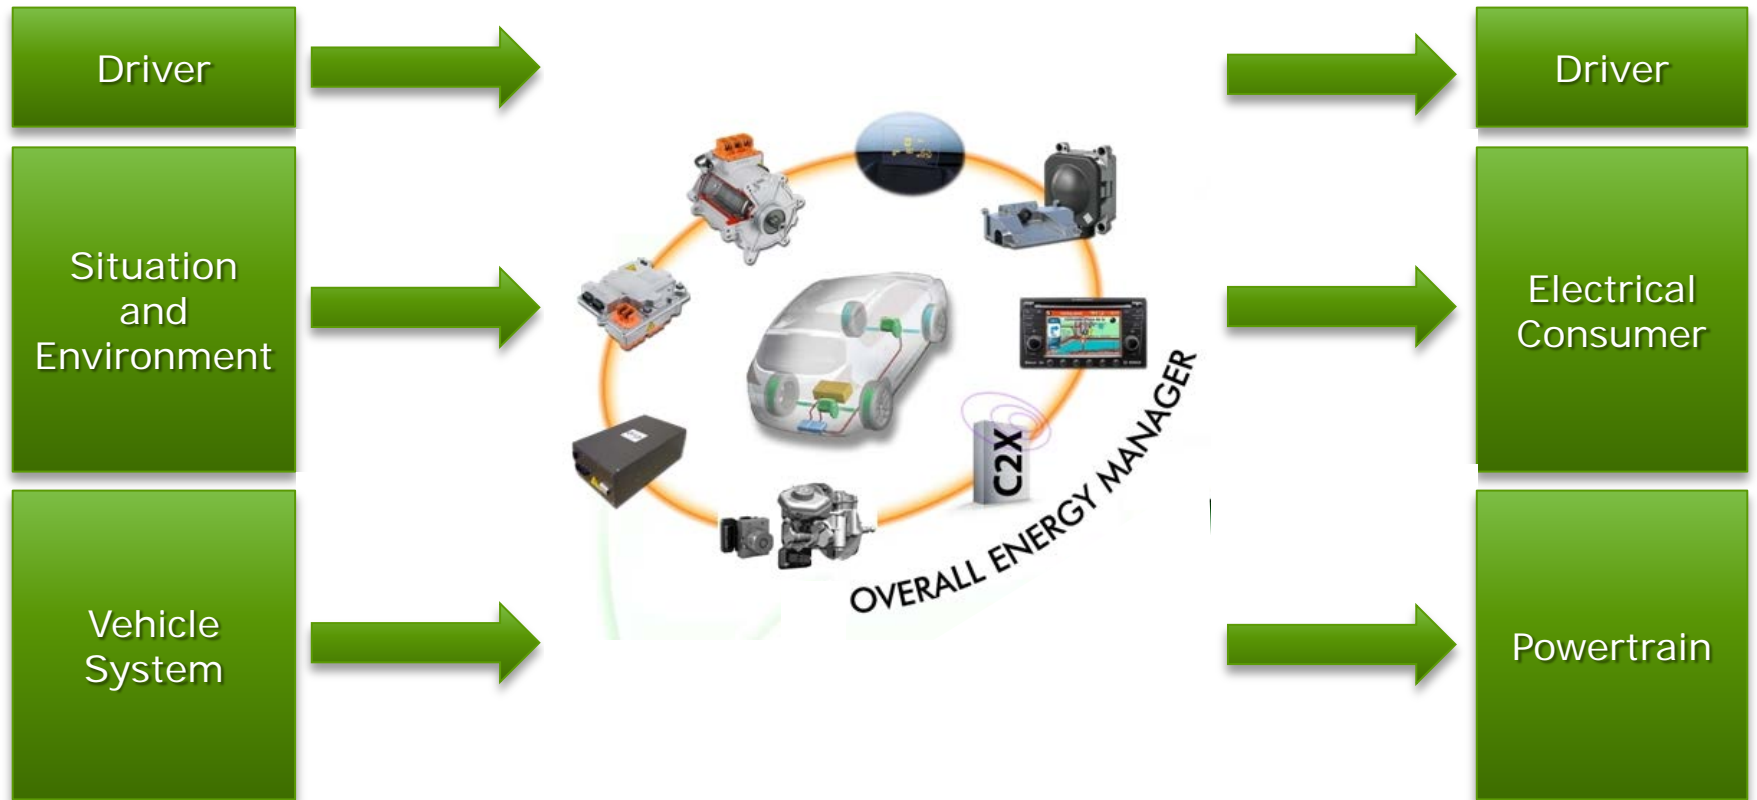 Driver
Situation
and
Environment
Vehicle
System
C2X
OVERALL ENERGY MANAGER
Driver
Electrical
Consumer
Powertrain